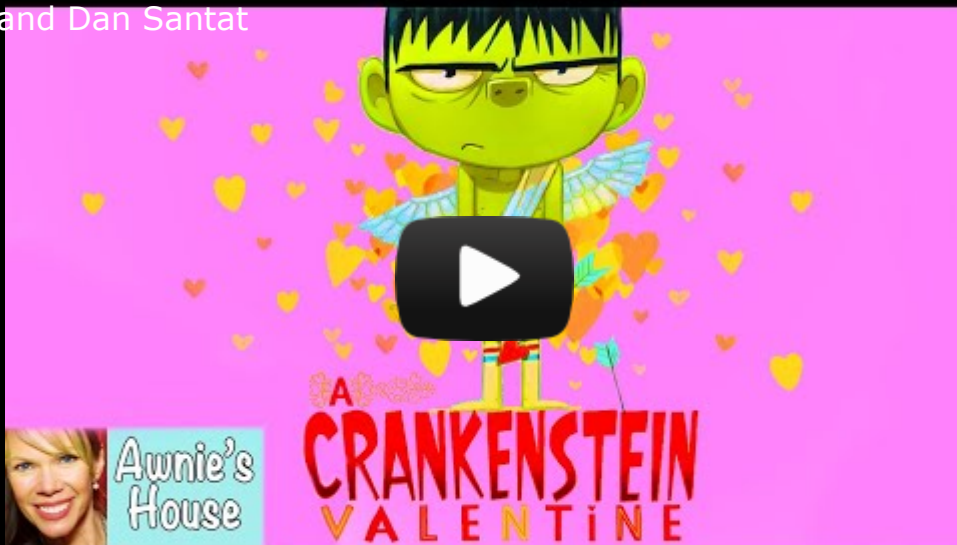 and Dan Santat
A
CRANKENSTEIN
VALENTiNE
Awnie's
House